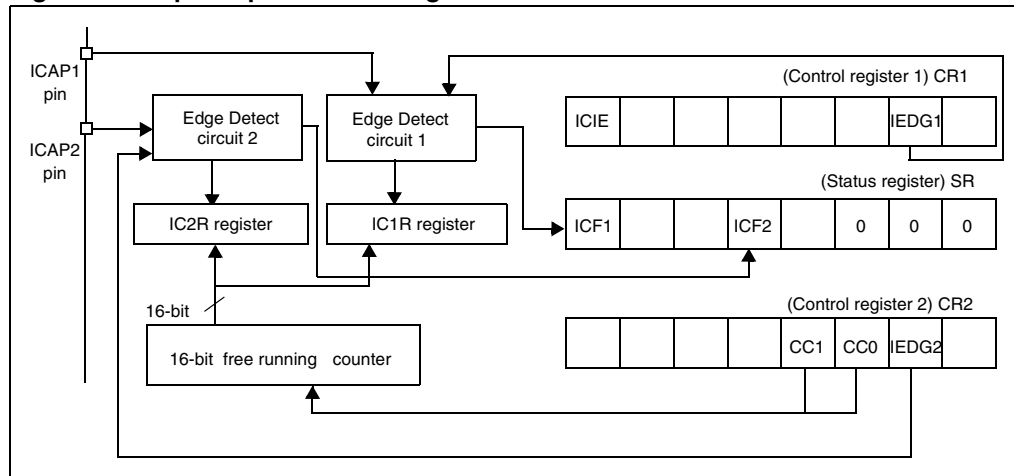 ICAP1
pin
ICAP2
pin
Edge Detect
circuit 2
Edge Detect
circuit 1
IC2R register
IC1R register
16-bit
16-bit free running counter
(Control register 1) CR1
ICIE
IEDG1
(Status register) SR
ICF1
ICF2
0
0
0
(Control register 2) CR2
CC1
CC0
IEDG2